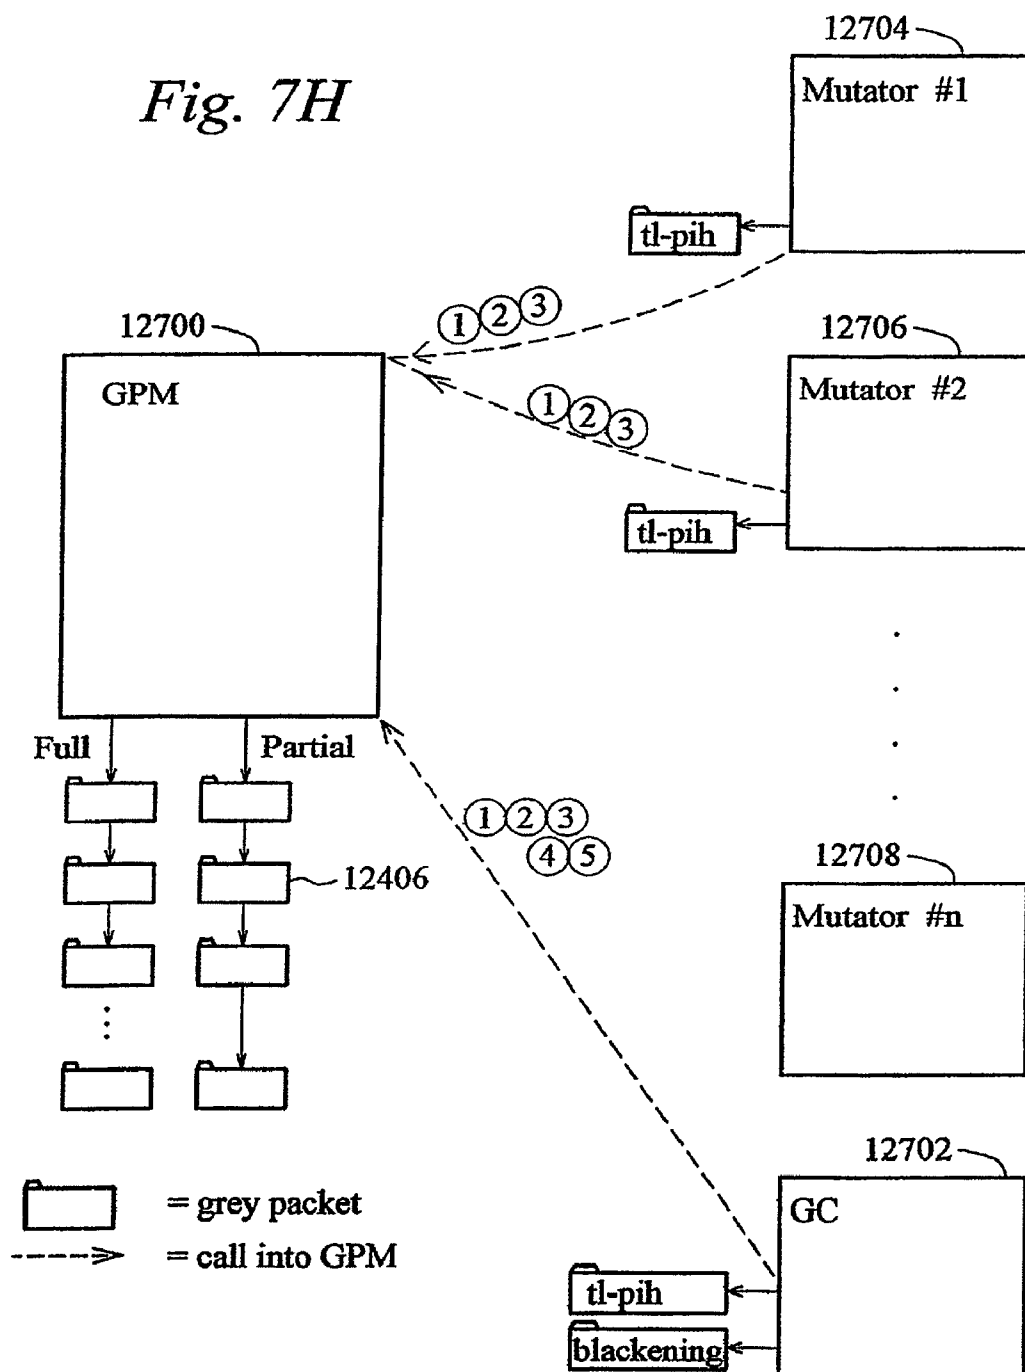 12704
Fig. 7H
Mutator #1
tl-pih
12700
1 2 3
12706
GPM
Mutator #2
1 2 3
tl-pih
Full
Partial
1 2 3
4 5
12406
12708
Mutator #n
12702
= grey packet
GC
= call into GPM
tl-pih
blackening